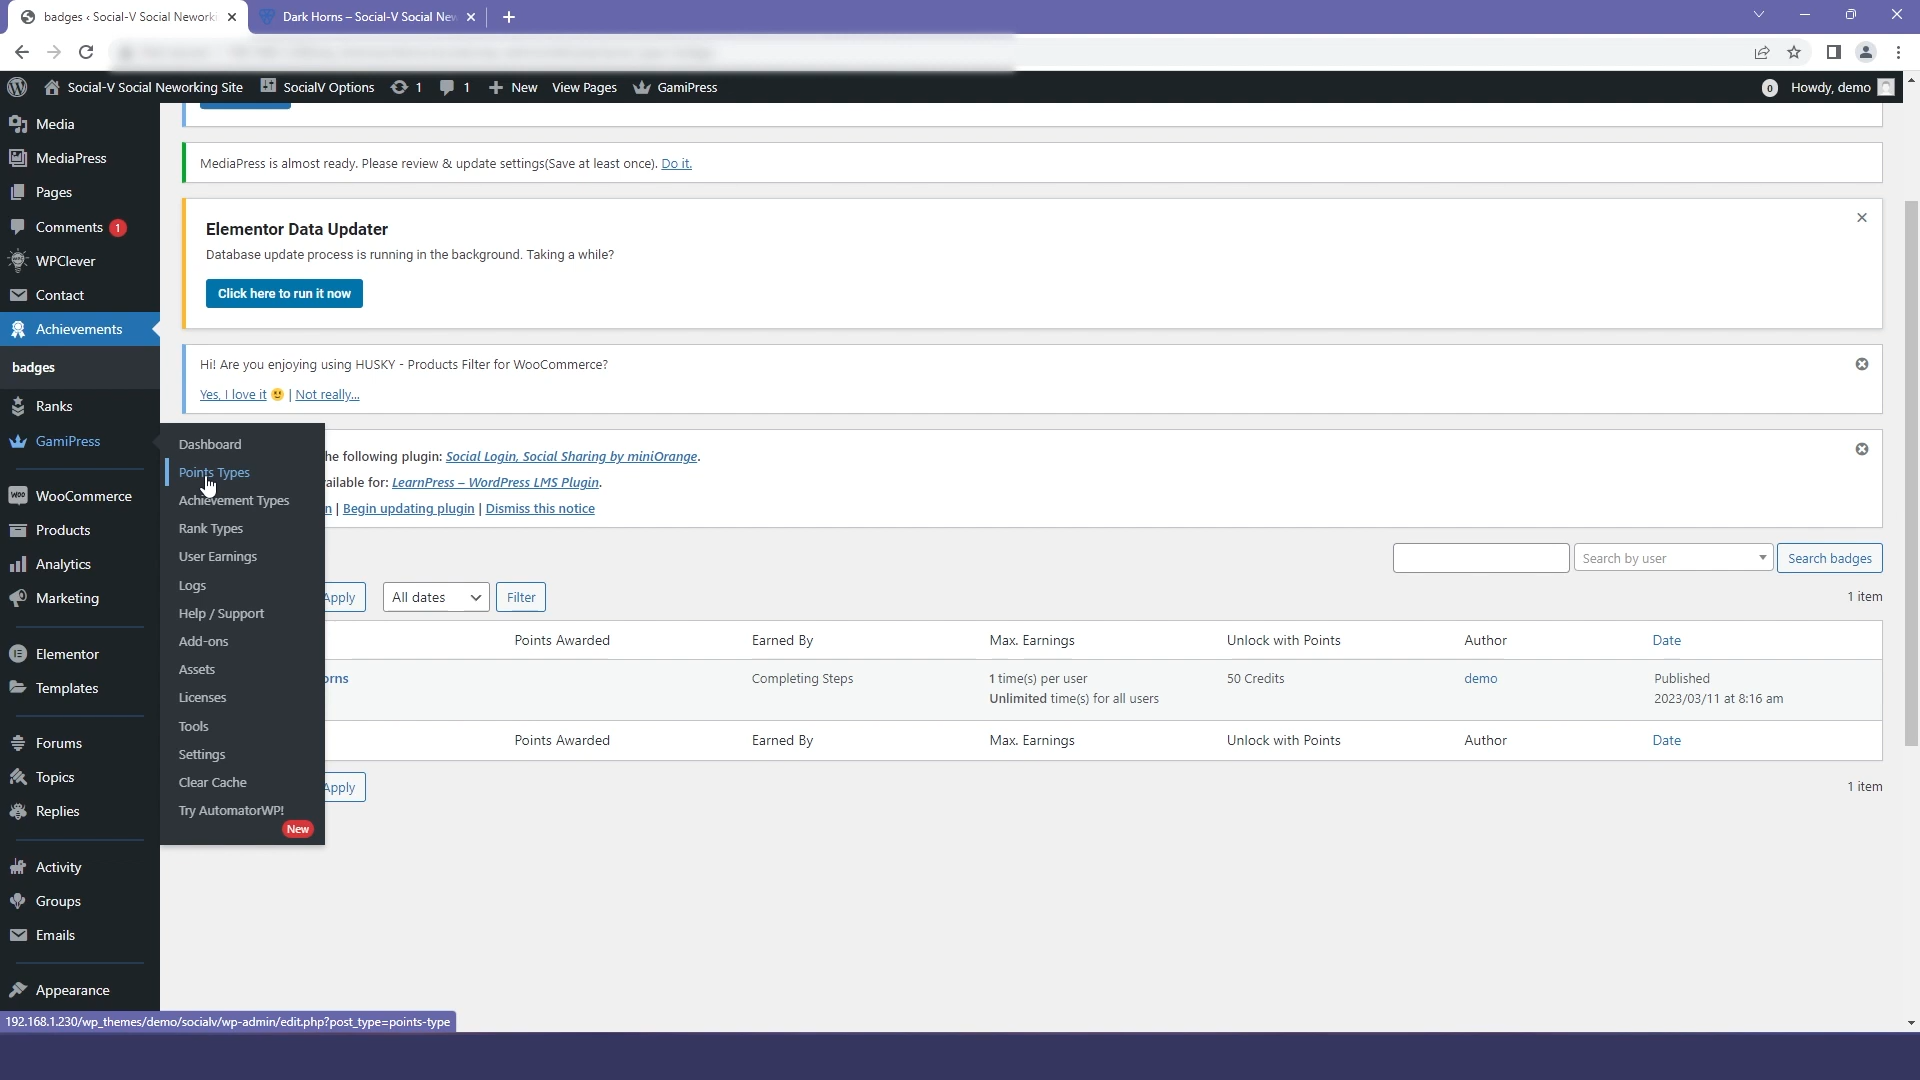 badges ‹ Social-V Social Neworki
Dark Horns – Social-V Social Nev
Social-V Social Neworking Site
SocialV Options
1
1
New
View Pages
GamiPress
0
Howdy, demo
Media
MediaPress
Pages
Comments 1
WPClever
Contact
Achievements
badges
Ranks
GamiPress
WOO WooCommerce
Products
Analytics
Marketing
Elementor
Templates
Forums
Topics
Replies
Activity
Groups
Emails
Appearance
Dashboard
Points Types
Achievement Types
Rank Types
User Earnings
Logs
Help / Support
Add-ons
Assets
Licenses
Tools
Settings
Clear Cache
Try AutomatorWP!
New
MediaPress is almost ready. Please review & update settings(Save at least once). Do it.
Elementor Data Updater
Database update process is running in the background. Taking a while?
Click here to run it now
Hi! Are you enjoying using HUSKY - Products Filter for WooCommerce?
Yes, I love it 🙂 | Not really...
he following plugin: Social Login, Social Sharing by miniOrange.
ailable for: LearnPress – WordPress LMS Plugin.
n | Begin updating plugin | Dismiss this notice
Search by user
Search badges
Apply
All dates
Filter
1 item
Points Awarded Earned By Max. Earnings Unlock with Points Author Date
orns Completing Steps 1 time(s) per user 50 Credits demo Published
Unlimited time(s) for all users 2023/03/11 at 8:16 am
Points Awarded Earned By Max. Earnings Unlock with Points Author Date
Apply
1 item
192.168.1.230/wp_themes/demo/socialv/wp-admin/edit.php?post_type=points-type